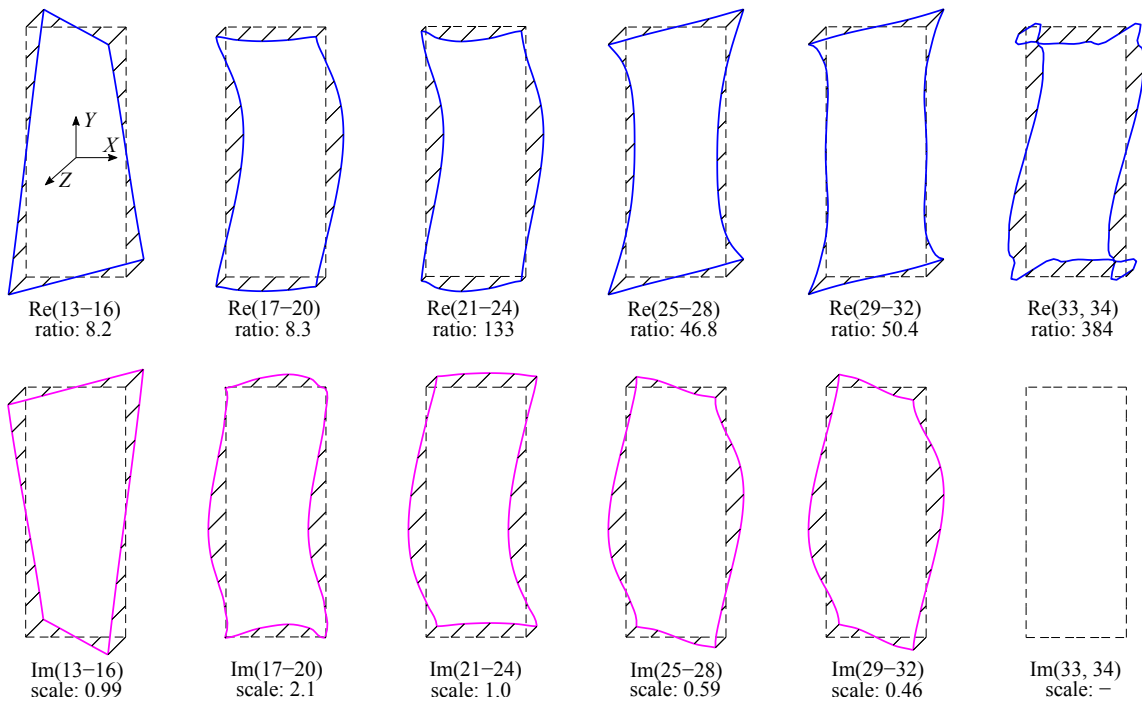 Y
X
Z
Re(13−16)
ratio: 8.2
Re(17−20)
ratio: 8.3
Re(21−24)
ratio: 133
Re(25−28)
ratio: 46.8
Re(29−32)
ratio: 50.4
Re(33, 34)
ratio: 384
Im(13−16)
scale: 0.99
Im(17−20)
scale: 2.1
Im(21−24)
scale: 1.0
Im(25−28)
scale: 0.59
Im(29−32)
scale: 0.46
Im(33, 34)
scale: −